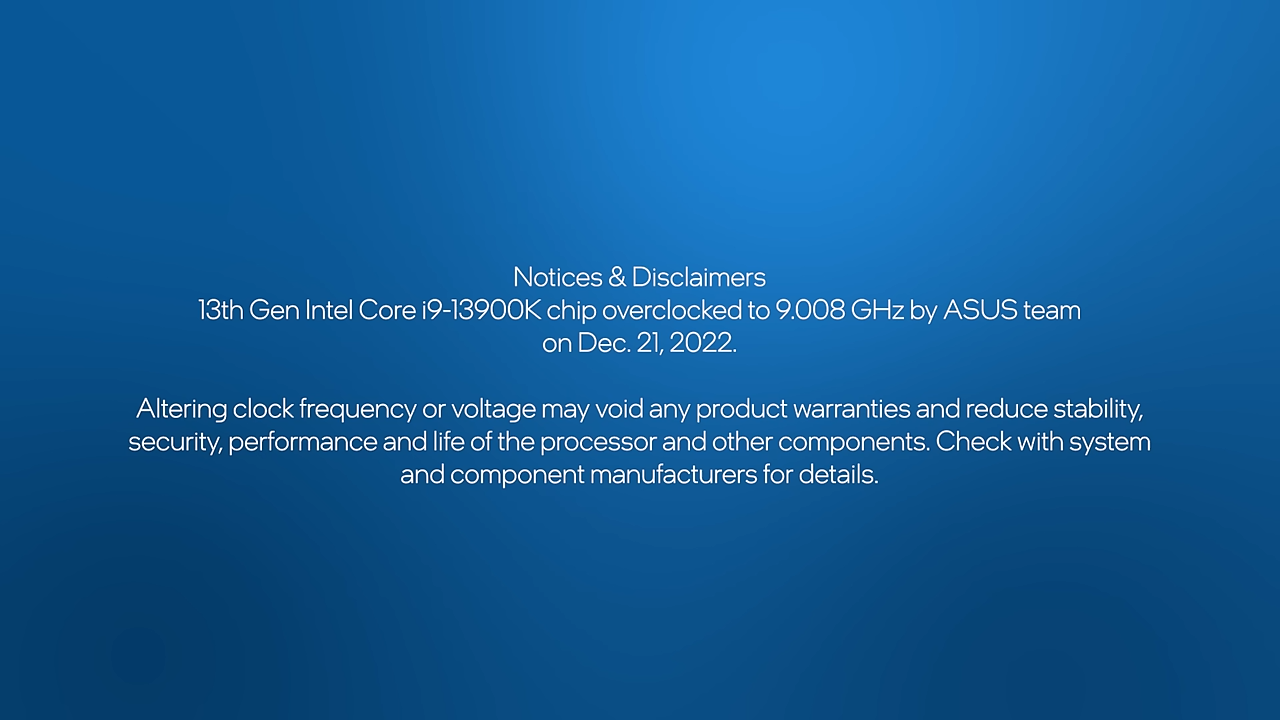 Notices & Disclaimers
13th Gen Intel Core i9-13900K chip overclocked to 9.008 GHz by ASUS team
on Dec. 21, 2022.
Altering clock frequency or voltage may void any product warranties and reduce stability,
security, performance and life of the processor and other components. Check with system
and component manufacturers for details.